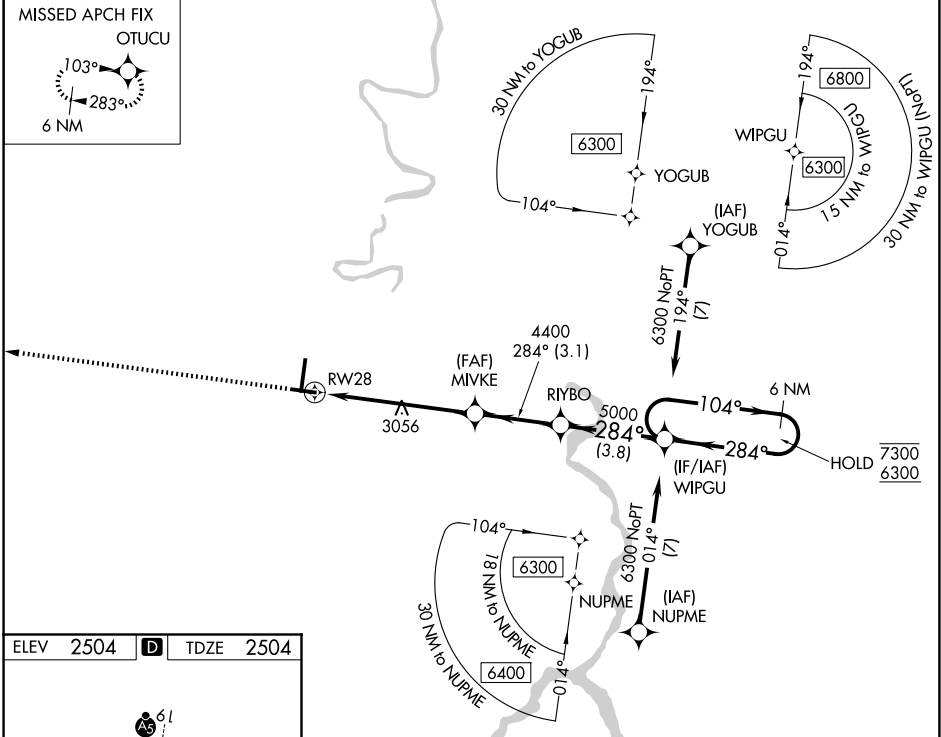 MISSED APCH FIX
OTUCU
103°
283°
6 NM
30 NM to YOGUB
194°
6300
YOGUB
104°
194°
6800
WIPGU
6300
15 NM to WIPGU
30 NM to WIPGU (NoPT)
014°
(IAF)
YOGUB
6300 NoPT
194°
(7)
4400
284° (3.1)
(FAF)
MIVKE
RIYBO
RW28
3056
5000
284°
(3.8)
104°
6 NM
284°
HOLD
7300
6300
(IF/IAF)
WIPGU
6300 NoPT
014°
(7)
(IAF)
NUPME
104°
6300
18 NM to NUPME
NUPME
30 NM to NUPME
6400
014°
ELEV 2504 D TDZE 2504
A5
61